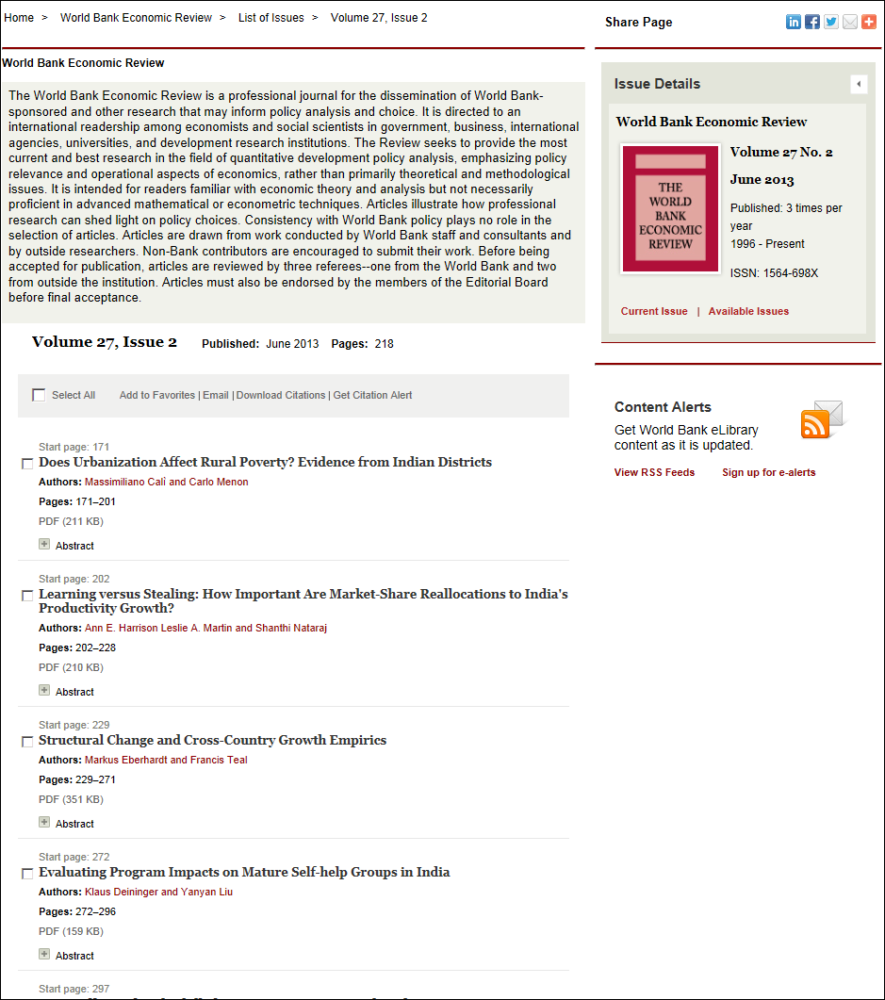 Home > World Bank Economic Review > List of Issues > Volume 27, Issue 2
World Bank Economic Review
The World Bank Economic Review is a professional journal for the dissemination of World Bank-
sponsored and other research that may inform policy analysis and choice. It is directed to an
international readership among economists and social scientists in government, business, international
agencies, universities, and development research institutions. The Review seeks to provide the most
current and best research in the field of quantitative development policy analysis, emphasizing policy
relevance and operational aspects of economics, rather than primarily theoretical and methodological
issues. It is intended for readers familiar with economic theory and analysis but not necessarily
proficient in advanced mathematical or econometric techniques. Articles illustrate how professional
research can shed light on policy choices. Consistency with World Bank policy plays no role in the
selection of articles. Articles are drawn from work conducted by World Bank staff and consultants and
by outside researchers. Non-Bank contributors are encouraged to submit their work. Before being
accepted for publication, articles are reviewed by three referees--one from the World Bank and two
from outside the institution. Articles must also be endorsed by the members of the Editorial Board
before final acceptance.
Volume 27, Issue 2 Published: June 2013 Pages: 218
Select All Add to Favorites | Email | Download Citations | Get Citation Alert
Start page: 171
Does Urbanization Affect Rural Poverty? Evidence from Indian Districts
Authors: Massimiliano Calì and Carlo Menon
Pages: 171–201
PDF (211 KB)
Abstract
Start page: 202
Learning versus Stealing: How Important Are Market-Share Reallocations to India's
Productivity Growth?
Authors: Ann E. Harrison Leslie A. Martin and Shanthi Nataraj
Pages: 202–228
PDF (210 KB)
Abstract
Start page: 229
Structural Change and Cross-Country Growth Empirics
Authors: Markus Eberhardt and Francis Teal
Pages: 229–271
PDF (351 KB)
Abstract
Start page: 272
Evaluating Program Impacts on Mature Self-help Groups in India
Authors: Klaus Deininger and Yanyan Liu
Pages: 272–296
PDF (159 KB)
Abstract
Start page: 297
Share Page
in f
Issue Details
World Bank Economic Review
THE
WORLD
BANK
ECONOMIC
REVIEW
Volume 27 No. 2
June 2013
Published: 3 times per
year
1996 - Present
ISSN: 1564-698X
Current Issue | Available Issues
Content Alerts
Get World Bank eLibrary
content as it is updated.
View RSS Feeds Sign up for e-alerts